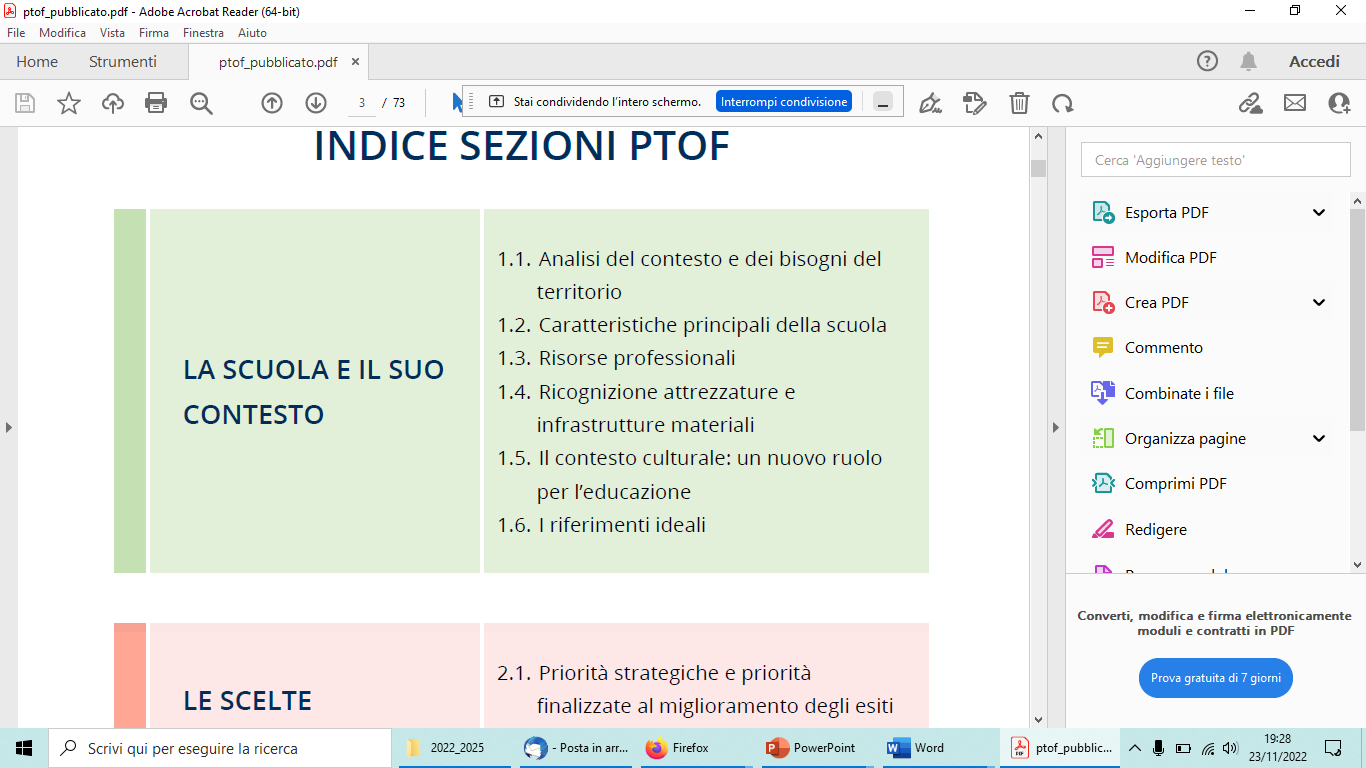 ptof_pubblicato.pdf - Adobe Acrobat Reader (64-bit)
File Modifica Vista Firma Finestra Aiuto
Home Strumenti ptof_pubblicato.pdf × Accedi
3 / 73
Stai condividendo l'intero schermo. Interrompi condivisione
INDICE SEZIONI PTOF
LA SCUOLA E IL SUO
CONTESTO
1.1. Analisi del contesto e dei bisogni del
territorio
1.2. Caratteristiche principali della scuola
1.3. Risorse professionali
1.4. Ricognizione attrezzature e
infrastrutture materiali
1.5. Il contesto culturale: un nuovo ruolo
per l’educazione
1.6. I riferimenti ideali
LE SCELTE
2.1. Priorità strategiche e priorità
finalizzate al miglioramento degli esiti
Cerca 'Aggiungere testo'
Esporta PDF
Modifica PDF
Crea PDF
Commento
Combinate i file
Organizza pagine
Comprimi PDF
Redigere
Converti, modifica e firma elettronicamente
moduli e contratti in PDF
Prova gratuita di 7 giorni
Scrivi qui per eseguire la ricerca
2022_2025
- Posta in arr...
Firefox
PowerPoint
Word
ptof_pubblic...
19:28
23/11/2022